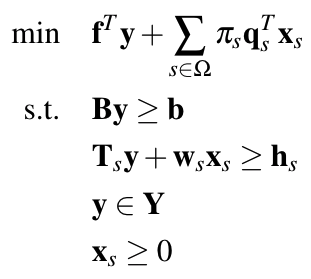 min f^T y + ∑_{s∈Ω} π_s q_s^T x_s
s.t. By ≥ b
T_s y + w_s x_s ≥ h_s
y ∈ Y
x_s ≥ 0